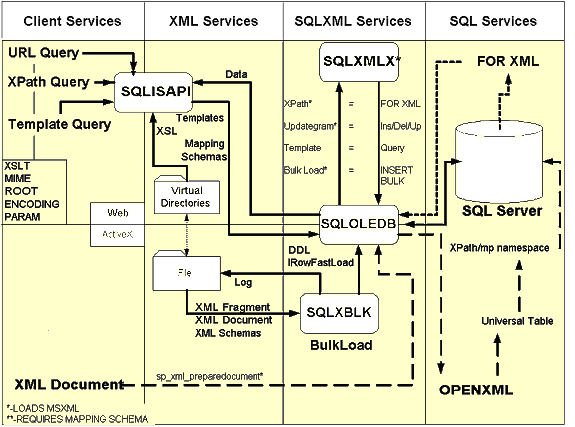 Client Services
XML Services
SQLXML Services
SQL Services
URL Query
XPath Query
Template Query
SQLISAPI
Data
Templates
XSL
Mapping
Schemas
SQLXMLX*
XPath* = FOR XML
Updategram* = Ins/Del/Up
Template = Query
Bulk Load* = INSERT
BULK
FOR XML
SQL Server
XSLT
MIME
ROOT
ENCODING
PARAM
Web
ActiveX
Virtual
Directories
SQLOLEDB
XPath/mp namespace
DDL
IRowFastLoad
File
Log
XML Fragment
XML Document
XML Schemas
SQLXBLK
BulkLoad
Universal Table
sp_xml_preparedocument*
XML Document
OPENXML
*-LOADS MSXML
**-REQUIRES MAPPING SCHEMA